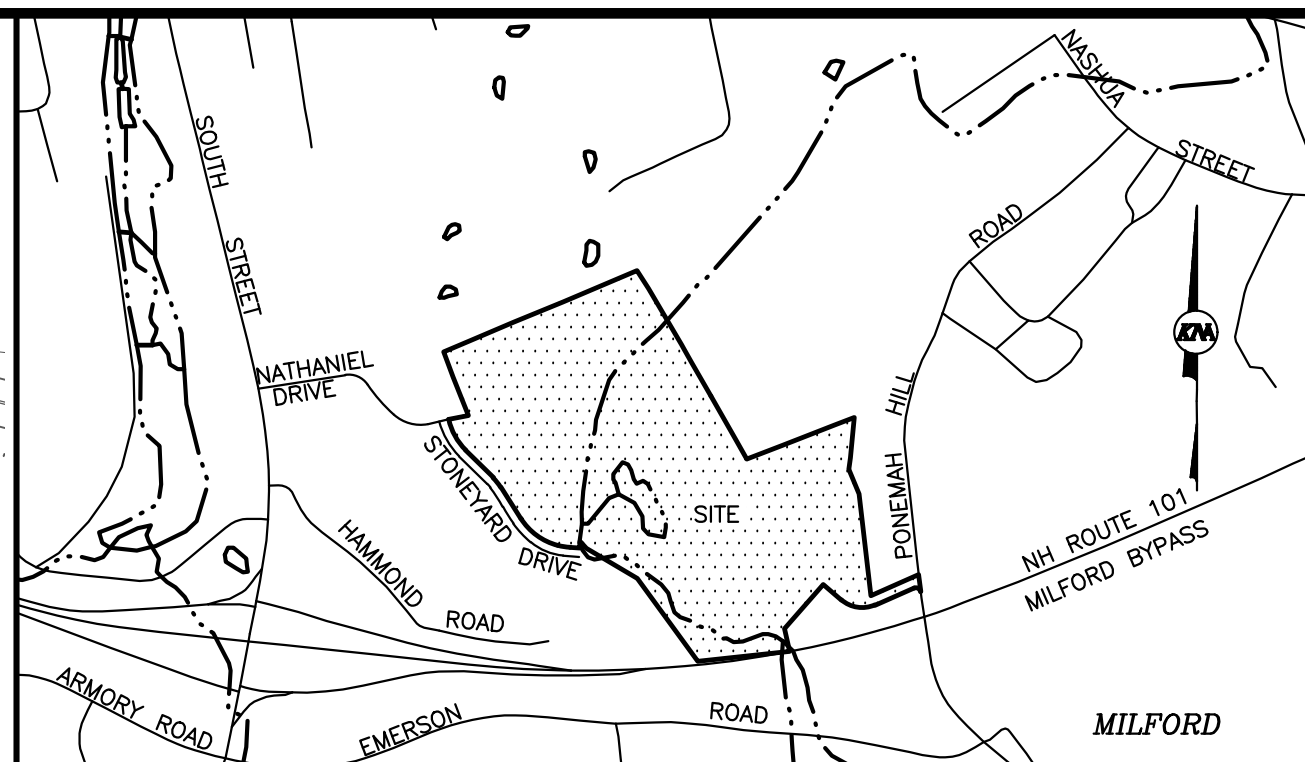 NASHUA
STREET
SOUTH
STREET
ROAD
KNA
NATHANIEL
DRIVE
HILL
PONEMAH
STONEYARD
DRIVE
SITE
HAMMOND
ROAD
NH ROUTE 101
MILFORD BYPASS
ARMORY ROAD
EMERSON
ROAD
MILFORD